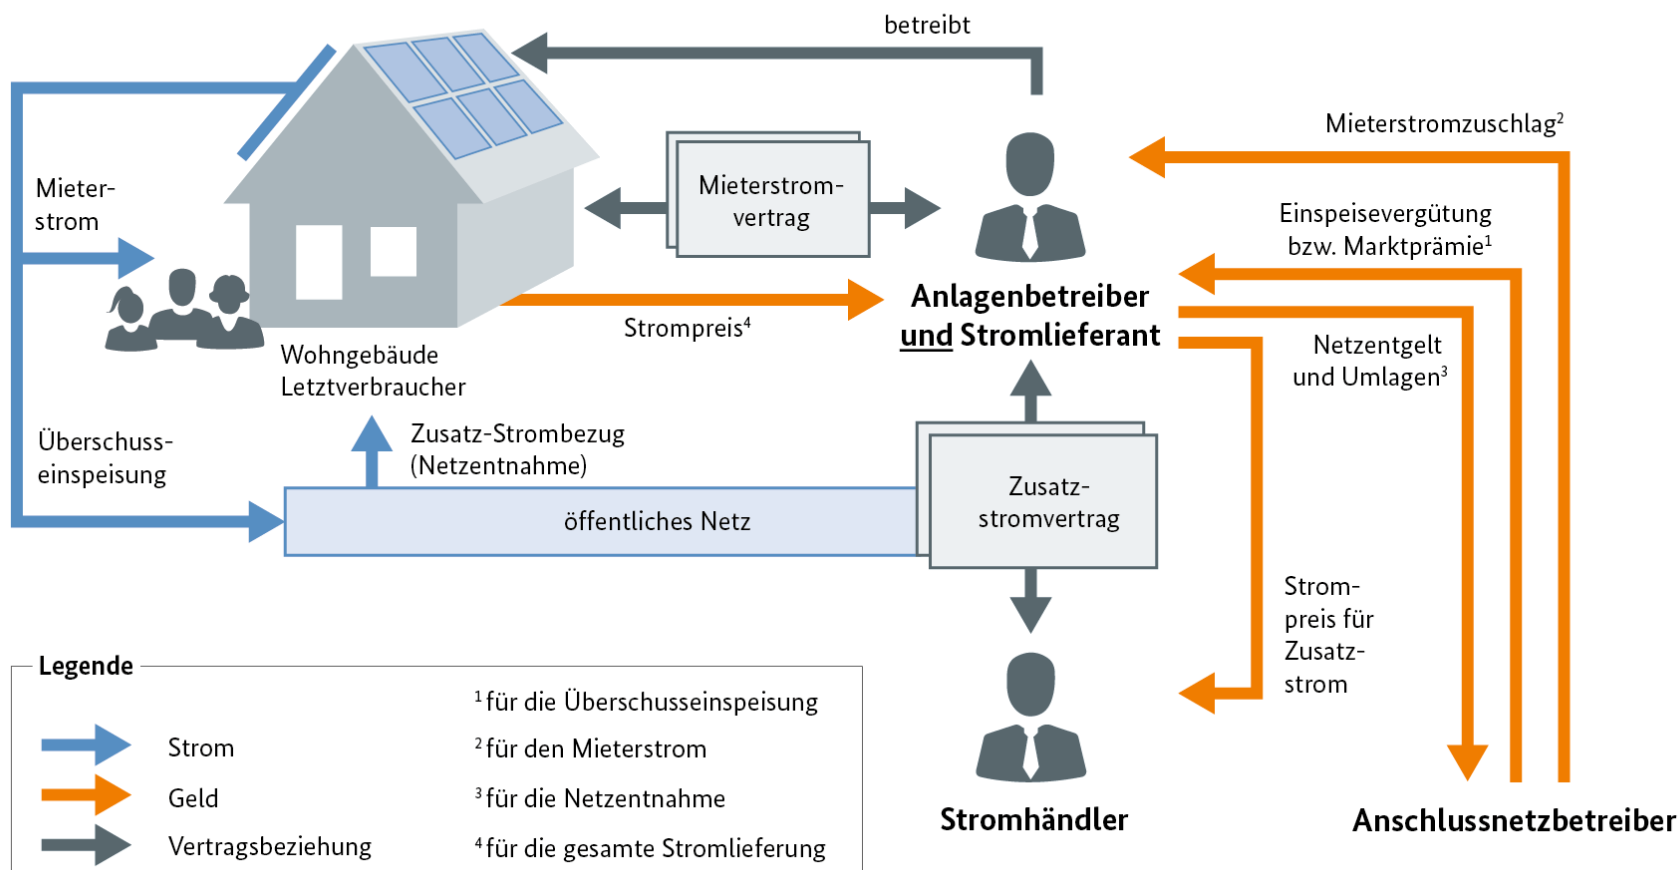 betreibt
Mieterstromzuschlag²
Mieter-
strom
Mieterstrom-
vertrag
Einspeisevergütung
bzw. Marktprämie¹
Strompreis⁴
Anlagenbetreiber
und Stromlieferant
Netzentgelt
und Umlagen³
Wohngebäude
Letztverbraucher
Überschuss-
einspeisung
Zusatz-Strombezug
(Netzentnahme)
öffentliches Netz
Zusatz-
stromvertrag
Strom-
preis für
Zusatz-
strom
Stromhändler
Anschlussnetzbetreiber
Legende
Strom
Geld
Vertragsbeziehung
¹ für die Überschusseinspeisung
² für den Mieterstrom
³ für die Netzentnahme
⁴ für die gesamte Stromlieferung